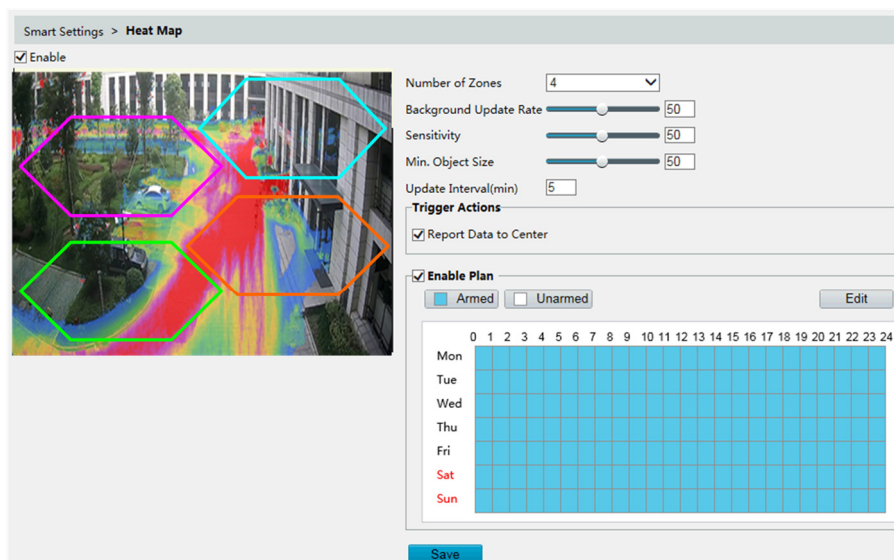 Smart Settings > Heat Map
Enable
Number of Zones 4
Background Update Rate 50
Sensitivity 50
Min. Object Size 50
Update Interval(min) 5
Trigger Actions
Report Data to Center
Enable Plan
Armed Unarmed Edit
0 1 2 3 4 5 6 7 8 9 10 11 12 13 14 15 16 17 18 19 20 21 22 23 24
Mon
Tue
Wed
Thu
Fri
Sat
Sun
Save